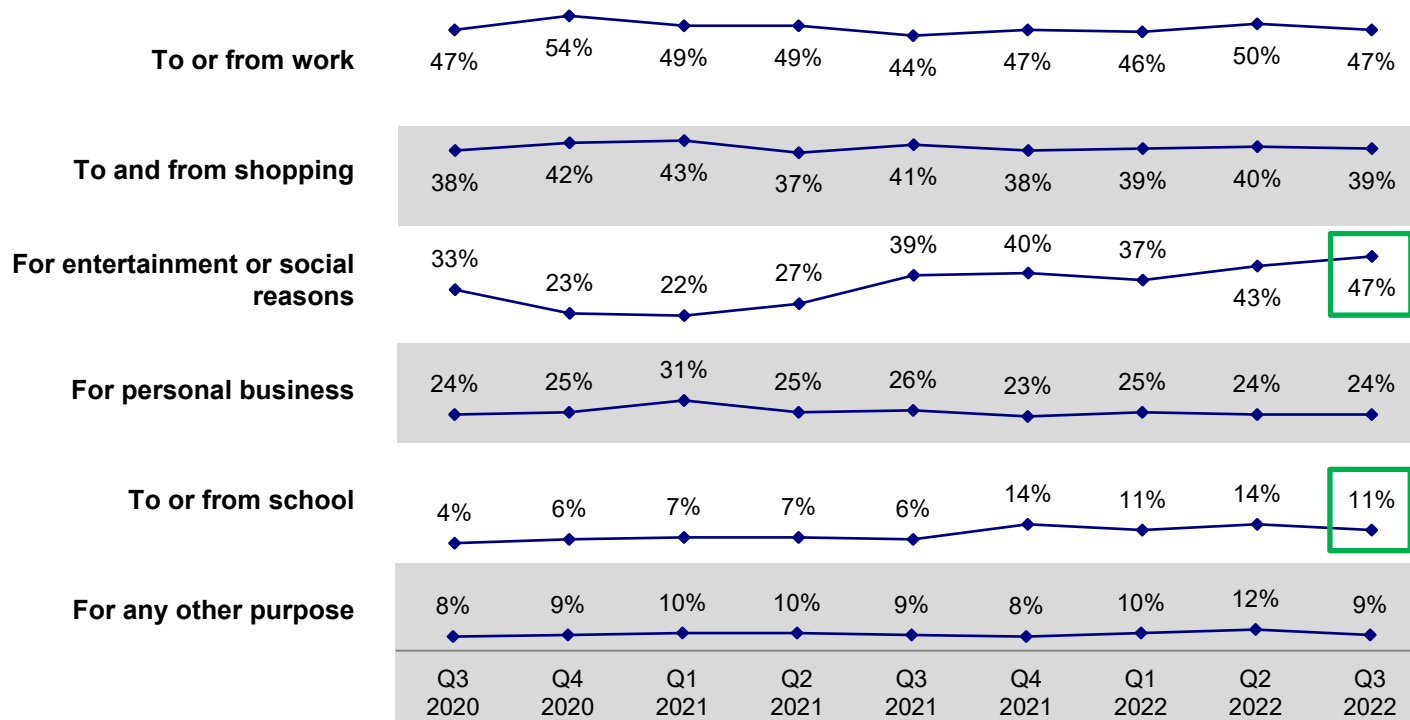 To or from work
47% 54% 49% 49% 44% 47% 46% 50% 47%
To and from shopping
38% 42% 43% 37% 41% 38% 39% 40% 39%
For entertainment or social
reasons
33% 23% 22% 27% 39% 40% 37% 43% 47%
For personal business
24% 25% 31% 25% 26% 23% 25% 24% 24%
To or from school
4% 6% 7% 7% 6% 14% 11% 14% 11%
For any other purpose
8% 9% 10% 10% 9% 8% 10% 12% 9%
Q3 Q4 Q1 Q2 Q3 Q4 Q1 Q2 Q3
2020 2020 2021 2021 2021 2021 2022 2022 2022